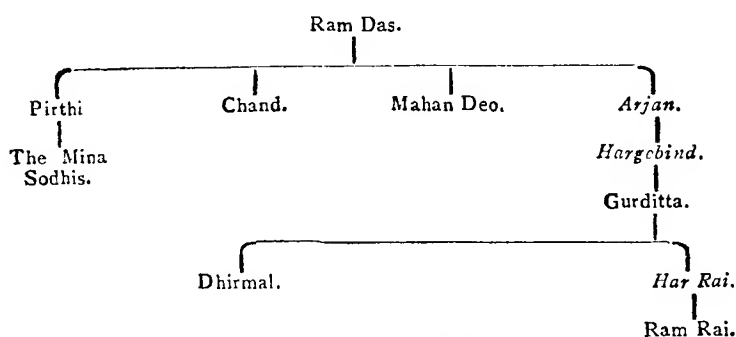 Ram Das.
Pirthi Chand. Mahan Deo. Arjan.
The Mina
Sodhis.
Hargobind.
Gurditta.
Dhirmal. Har Rai.
Ram Rai.